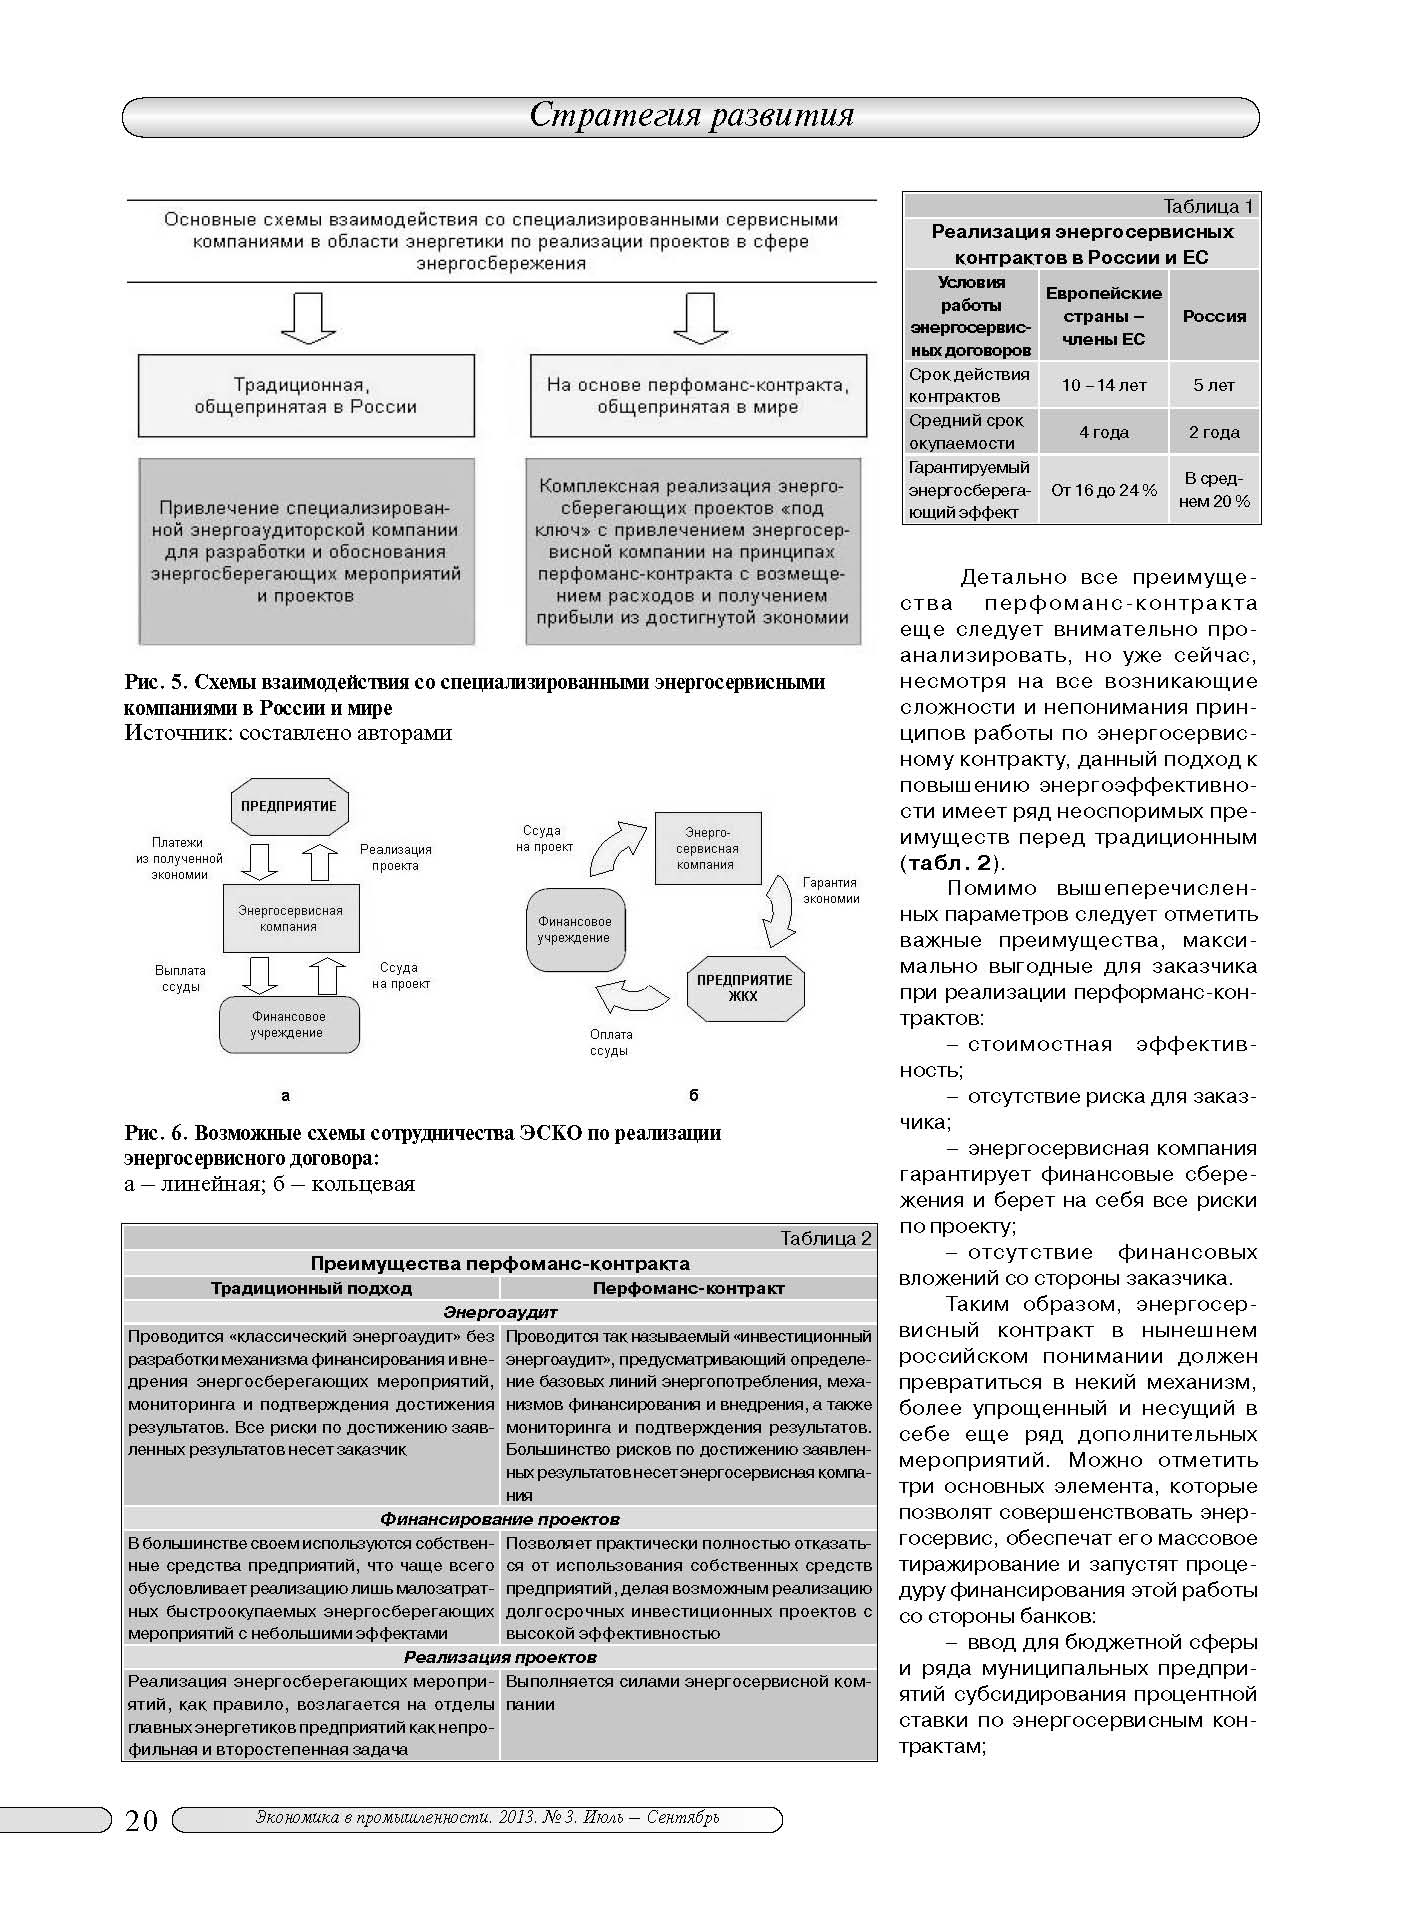 Стратегия развития
Основные схемы взаимодействия со специализированными сервисными
компаниями в области энергетики по реализации проектов в сфере
энергосбережения
Традиционная,
общепринятая в России
На основе перфоманс-контракта,
общепринятая в мире
Привлечение специализирован-
ной энергоаудиторской компании
для разработки и обоснования
энергосберегающих мероприятий
и проектов
Комплексная реализация энерго-
сберегающих проектов «под
ключ» с привлечением энергосер-
висной компании на принципах
перфоманс-контракта с возмеще-
нием расходов и получением
прибыли из достигнутой экономии
Рис. 5. Схемы взаимодействия со специализированными энергосервисными
компаниями в России и мире
Источник: составлено авторами
ПРЕДПРИЯТИЕ
Платежи
из полученной
экономии
Реализация
проекта
Энергосервисная
компания
Выплата
ссуды
Ссуда
на проект
Финансовое
учреждение
а
Ссуда
на проект
Энерго-
сервисная
компания
Гарантия
экономии
Финансовое
учреждение
ПРЕДПРИЯТИЕ
ЖКХ
Оплата
ссуды
б
Рис. 6. Возможные схемы сотрудничества ЭСКО по реализации
энергосервисного договора:
а – линейная; б – кольцевая
Таблица 2
Преимущества перфоманс-контракта
Традиционный подход
Перфоманс-контракт
Энергоаудит
Проводится «классический энергоаудит» без
разработки механизма финансирования и вне-
дрения энергосберегающих мероприятий,
мониторинга и подтверждения достижения
результатов. Все риски по достижению заяв-
ленных результатов несет заказчик
Проводится так называемый «инвестиционный
энергоаудит», предусматривающий определе-
ние базовых линий энергопотребления, меха-
низмов финансирования и внедрения, а также
мониторинга и подтверждения результатов.
Большинство рисков по достижению заявлен-
ных результатов несет энергосервисная компа-
ния
Финансирование проектов
В большинстве своем используются собствен-
ные средства предприятий, что чаще всего
обусловливает реализацию лишь малозатрат-
ных быстроокупаемых энергосберегающих
мероприятий с небольшими эффектами
Позволяет практически полностью отказать-
ся от использования собственных средств
предприятий, делая возможным реализацию
долгосрочных инвестиционных проектов с
высокой эффективностью
Реализация проектов
Реализация энергосберегающих меропри-
ятий, как правило, возлагается на отделы
главных энергетиков предприятий как непро-
фильная и второстепенная задача
Выполняется силами энергосервисной ком-
пании
Таблица 1
Реализация энергосервисных
контрактов в России и ЕС
Условия
работы
энергосервис-
ных договоров
Европейские
страны –
члены ЕС
Россия
Срок действия
контрактов
10 – 14 лет
5 лет
Средний срок
окупаемости
4 года
2 года
Гарантируемый
энергосберега-
ющий эффект
От 16 до 24 %
В сред-
нем 20 %
Детально все преимуще-
ства перфоманс-контракта
еще следует внимательно про-
анализировать, но уже сейчас,
несмотря на все возникающие
сложности и непонимания прин-
ципов работы по энергосервис-
ному контракту, данный подход к
повышению энергоэффективно-
сти имеет ряд неоспоримых пре-
имуществ перед традиционным
(табл. 2).
Помимо вышеперечислен-
ных параметров следует отметить
важные преимущества, макси-
мально выгодные для заказчика
при реализации перформанс-кон-
трактов:
– стоимостная эффектив-
ность;
– отсутствие риска для заказ-
чика;
– энергосервисная компания
гарантирует финансовые сбере-
жения и берет на себя все риски
по проекту;
– отсутствие финансовых
вложений со стороны заказчика.
Таким образом, энергосер-
висный контракт в нынешнем
российском понимании должен
превратиться в некий механизм,
более упрощенный и несущий в
себе еще ряд дополнительных
мероприятий. Можно отметить
три основных элемента, которые
позволят совершенствовать энер-
госервис, обеспечат его массовое
тиражирование и запустят проце-
дуру финансирования этой работы
со стороны банков:
– ввод для бюджетной сферы
и ряда муниципальных предпри-
ятий субсидирования процентной
ставки по энергосервисным кон-
трактам;
20
Экономика в промышленности. 2013. № 3. Июль – Сентябрь